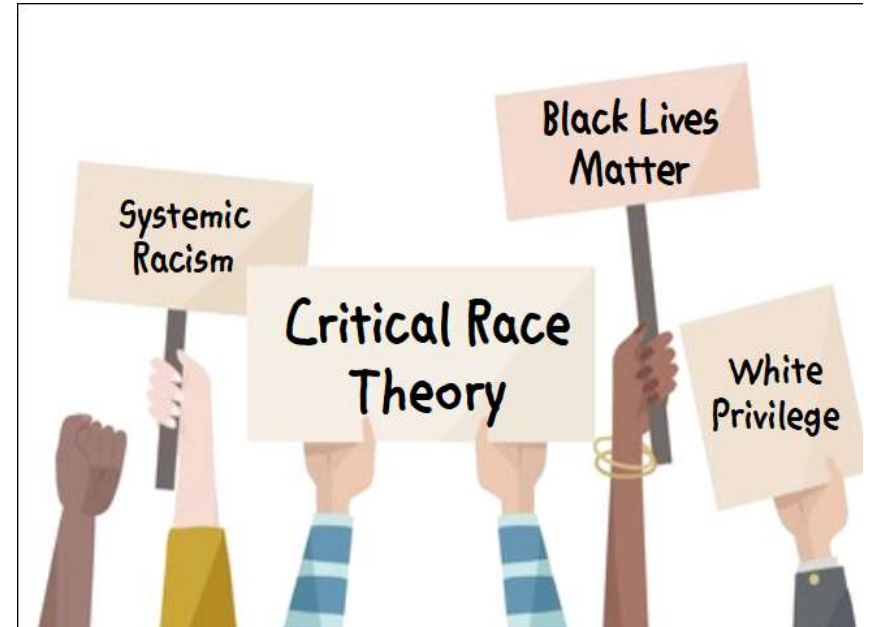 Black Lives
Matter
Systemic
Racism
Critical Race
Theory
White
Privilege